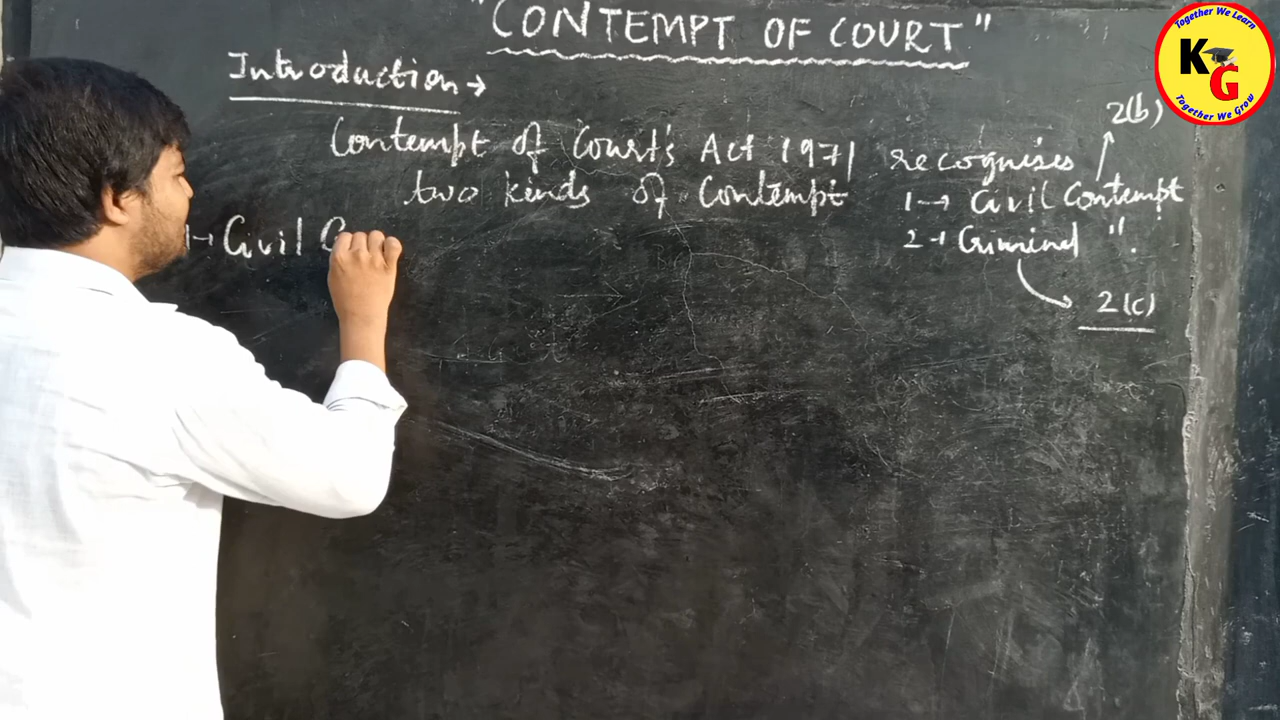 "CONTEMPT OF COURT"
Introduction →
Contempt of Court's Act 1971 recognises
two kinds of Contempt
1 → Civil Contempt
2(b)
2 → Criminal ".
2(c)
1 → Civil C
Together We Learn
KG
Together We Grow